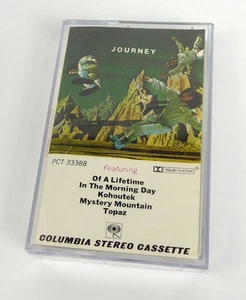 JOURNEY
PCT 33388
Featuring
DOLBY SYSTEM
Of A Lifetime
In The Morning Day
Kohoutek
Mystery Mountain
Topaz
COLUMBIA STEREO CASSETTE